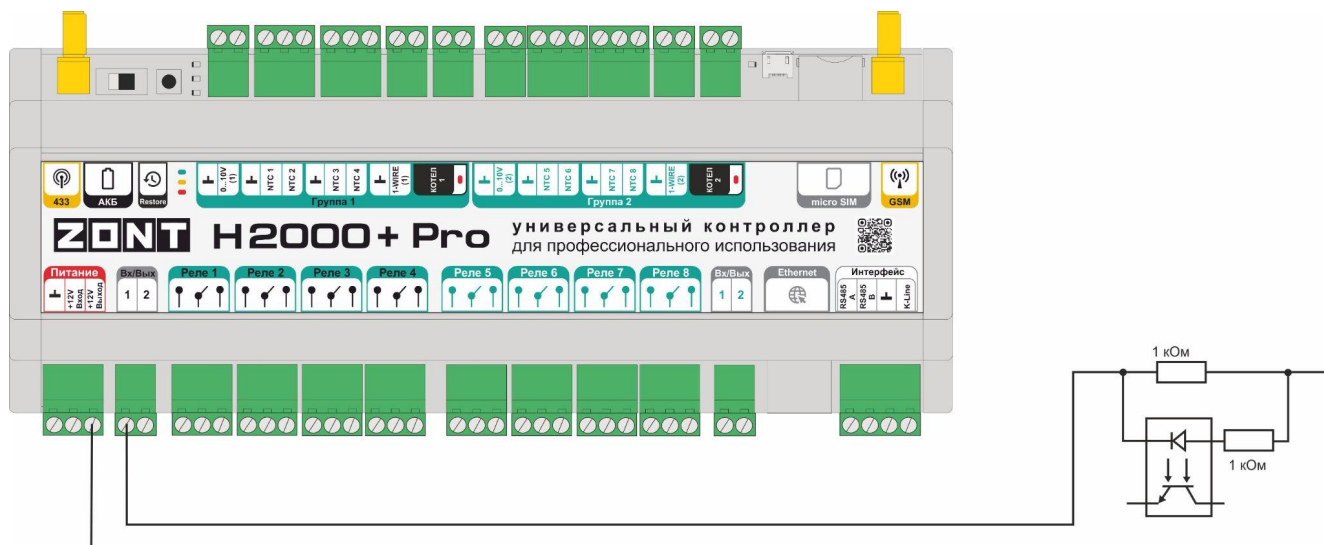 0...10V (1)
NTC 1
NTC 2
NTC 3
NTC 4
1-WIRE (1)
КОТЕЛ 1
0...10V (2)
NTC 5
NTC 6
NTC 7
NTC 8
1-WIRE (2)
КОТЕЛ 2
433 АКБ Restore Группа 1 Группа 2 micro SIM GSM
ZONT H2000+ Pro универсальный контроллер
для профессионального использования
Питание Вх/Вых Реле 1 Реле 2 Реле 3 Реле 4 Реле 5 Реле 6 Реле 7 Реле 8 Вх/Вых Ethernet Интерфейс
+12V Вход
+12V Выход
1 2
1 2
RS485 A
RS485 B
K-Line
1 кОм
1 кОм